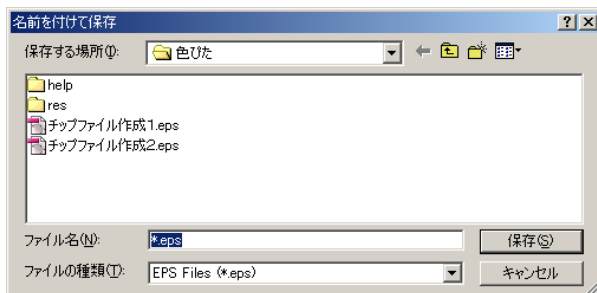 名前を付けて保存
保存する場所(I):
色ぴた
help
res
チップファイル作成1.eps
チップファイル作成2.eps
ファイル名(N):
*.eps
保存(S)
ファイルの種類(T):
EPS Files (*.eps)
キャンセル